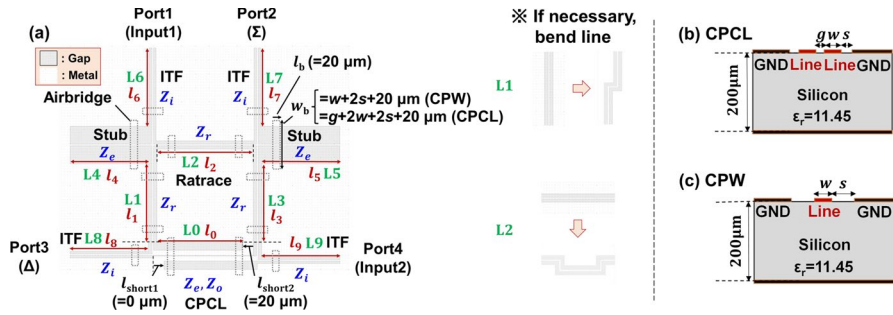 (a)
Port1
(Input1)
Port2
(Σ)
: Gap
: Metal
Airbridge
L6
l6
ITF
Zi
ITF
Zi
L7
l7
lb (=20 μm)
wb
=w+2s+20 μm (CPW)
=g+2w+2s+20 μm (CPCL)
Stub
Ze
Zr
Stub
Ze
L4 l4
L2 l2
l5 L5
Ratrace
L1
l1
Zr
Zr
L3
l3
L0 l0
Port3
(Δ)
ITF L8 l8
Zi
l9 L9 ITF
Zi
Port4
(Input2)
lshort1
(=0 μm)
Ze, Zo
CPCL
lshort2
(=20 μm)
※ If necessary,
bend line
L1
L2
(b) CPCL
g w s
GND Line Line GND
200μm
Silicon
εr=11.45
(c) CPW
w s
GND Line GND
200μm
Silicon
εr=11.45